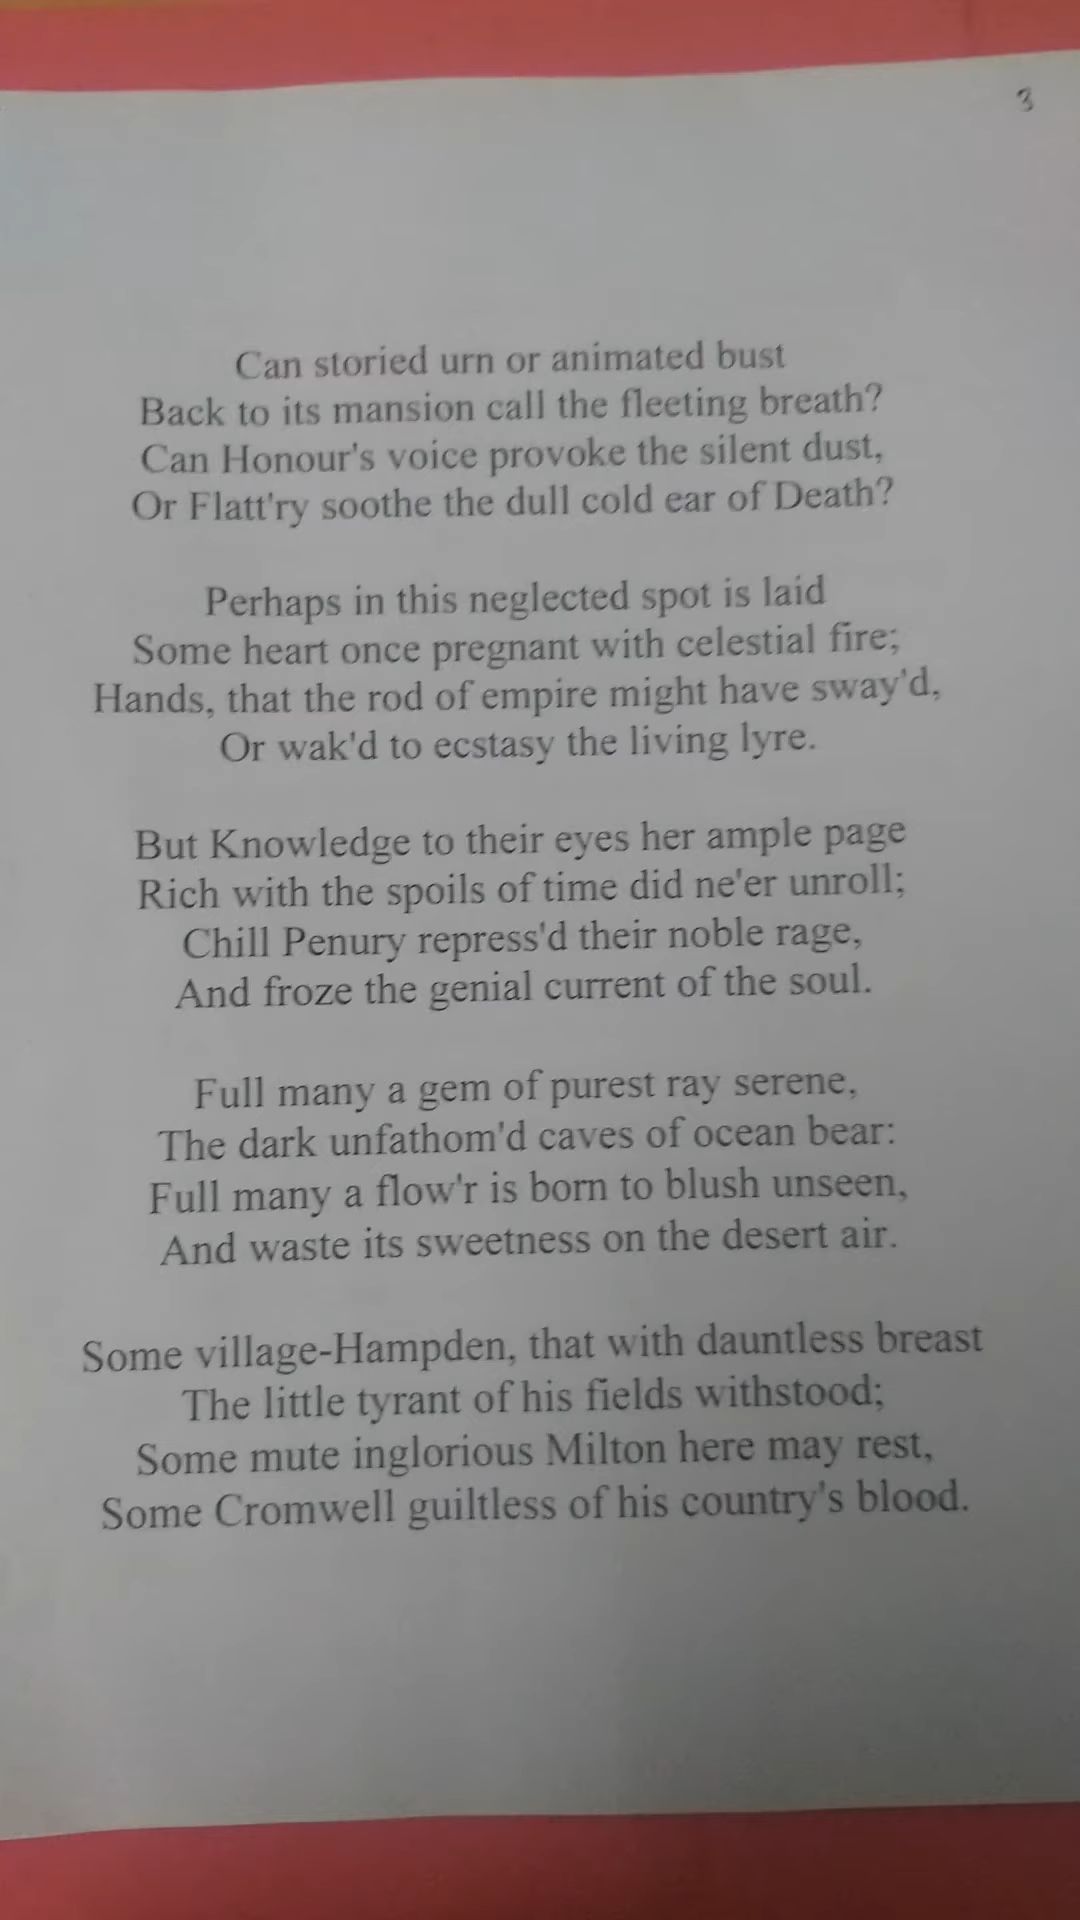 3
Can storied urn or animated bust
Back to its mansion call the fleeting breath?
Can Honour's voice provoke the silent dust,
Or Flatt'ry soothe the dull cold ear of Death?
Perhaps in this neglected spot is laid
Some heart once pregnant with celestial fire;
Hands, that the rod of empire might have sway'd,
Or wak'd to ecstasy the living lyre.
But Knowledge to their eyes her ample page
Rich with the spoils of time did ne'er unroll;
Chill Penury repress'd their noble rage,
And froze the genial current of the soul.
Full many a gem of purest ray serene,
The dark unfathom'd caves of ocean bear:
Full many a flow'r is born to blush unseen,
And waste its sweetness on the desert air.
Some village-Hampden, that with dauntless breast
The little tyrant of his fields withstood;
Some mute inglorious Milton here may rest,
Some Cromwell guiltless of his country's blood.